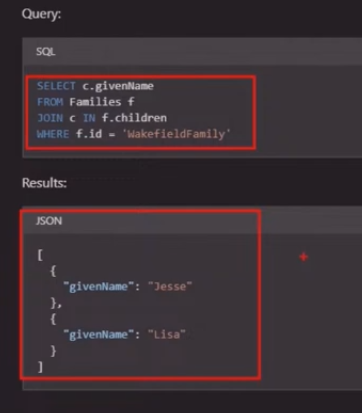 Query:
SQL
SELECT c.givenName
FROM Families f
JOIN c IN f.children
WHERE f.id = 'WakefieldFamily'
Results:
JSON
[
{
"givenName": "Jesse"
},
{
"givenName": "Lisa"
}
]